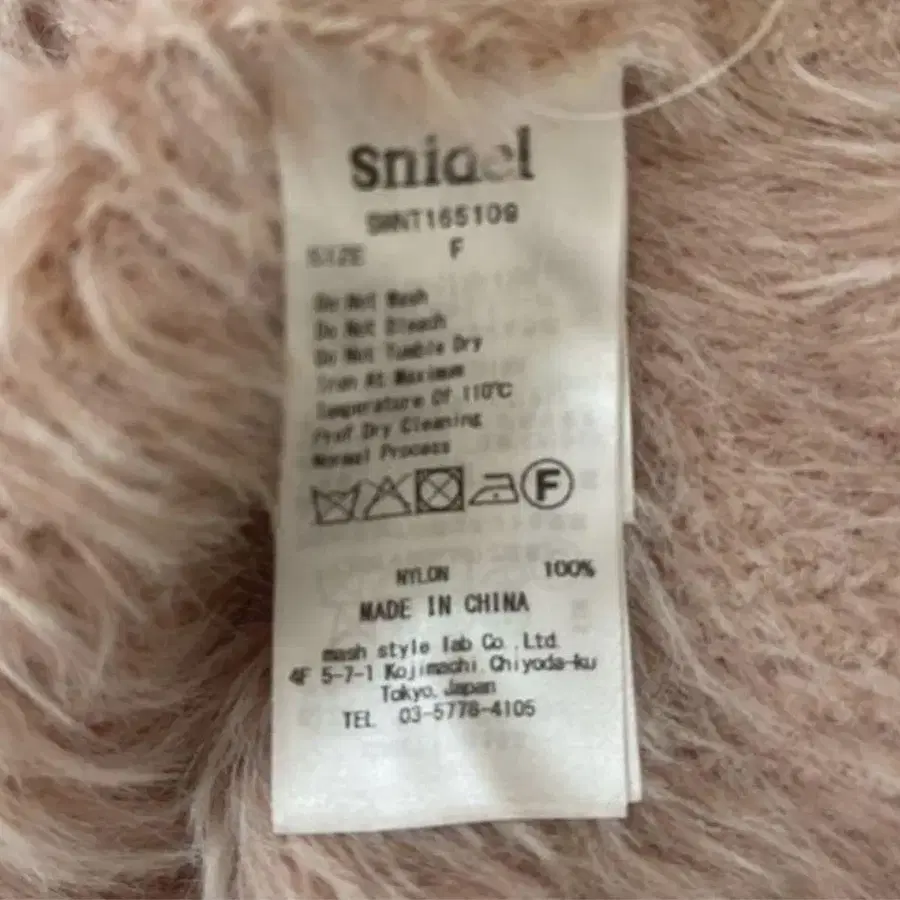 snidel
SWNT165109
SIZE F
Do Not Wash
Do Not Bleach
Do Not Tumble Dry
Iron At Maximum
Temperature Of 110℃
Prof Dry Cleaning
Normal Process
F
NYLON 100%
MADE IN CHINA
mash style lab Co.,Ltd.
4F 5-7-1 Kojimachi, Chiyoda-ku
Tokyo, Japan
TEL 03-5778-4105